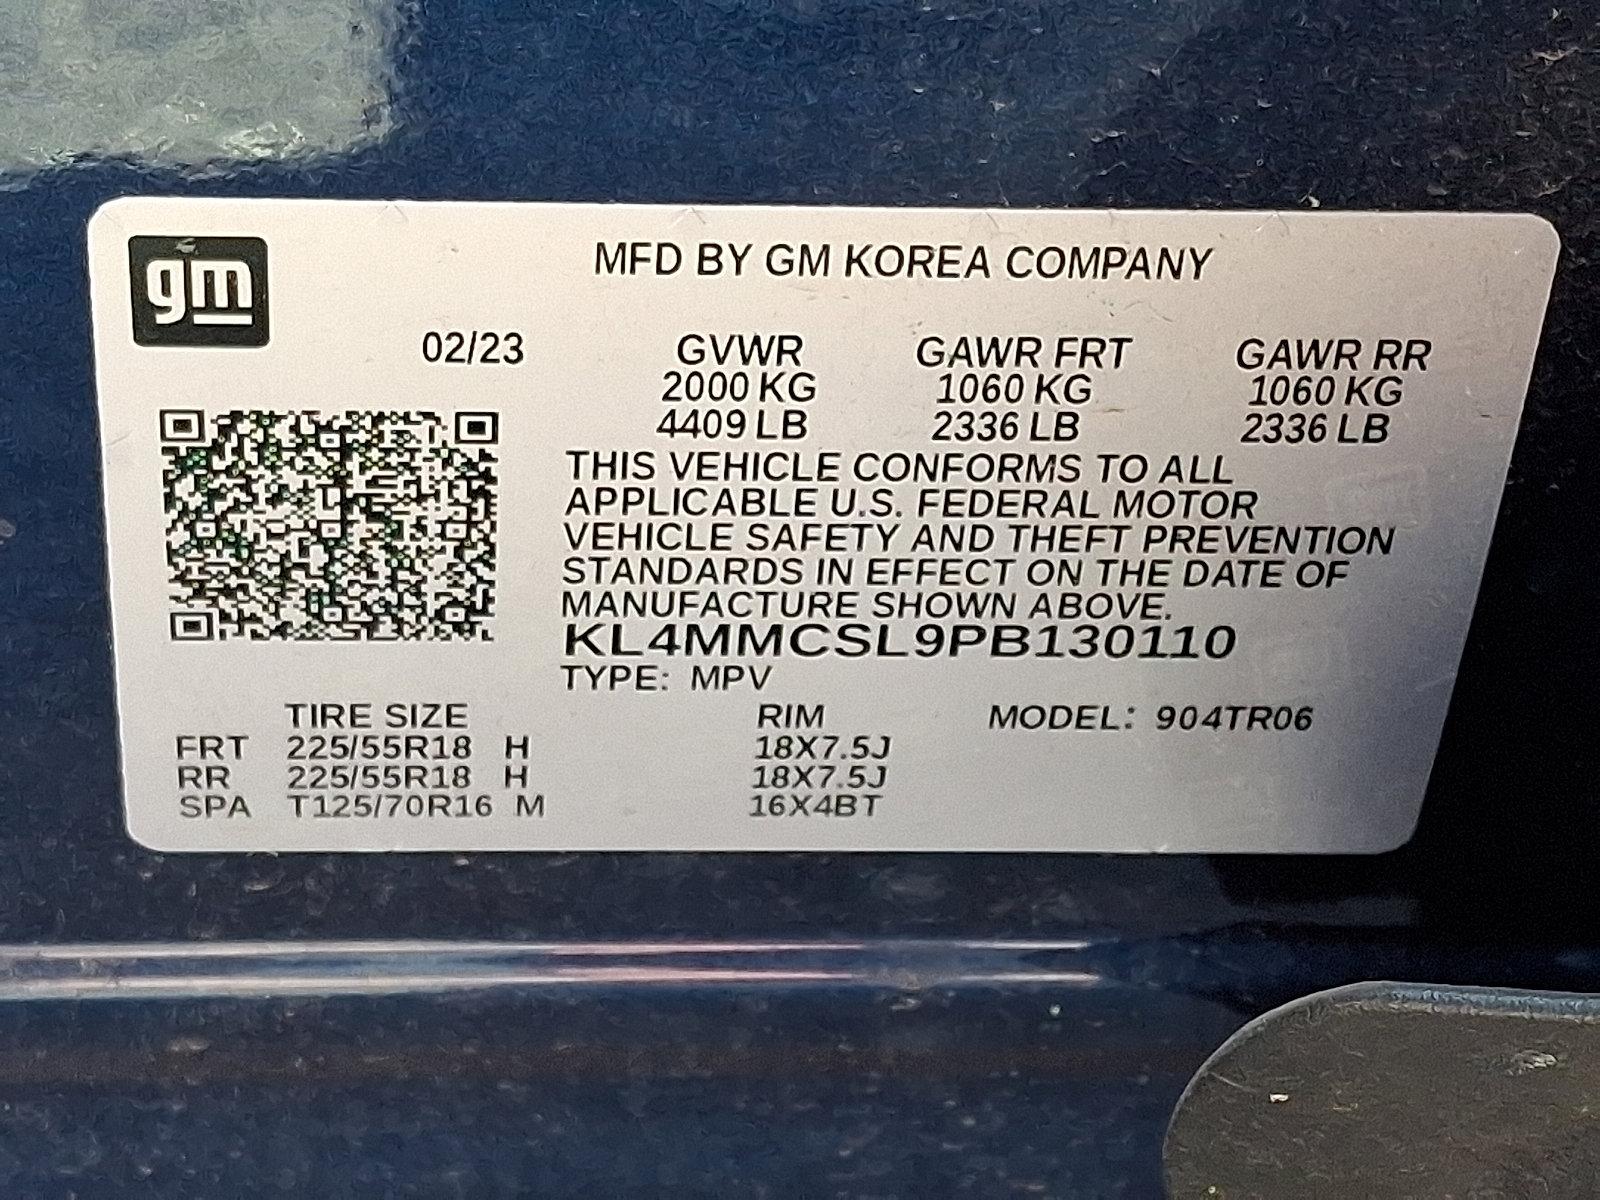 gm
MFD BY GM KOREA COMPANY
02/23
GVWR GAWR FRT GAWR RR
2000 KG 1060 KG 1060 KG
4409 LB 2336 LB 2336 LB
THIS VEHICLE CONFORMS TO ALL
APPLICABLE U.S. FEDERAL MOTOR
VEHICLE SAFETY AND THEFT PREVENTION
STANDARDS IN EFFECT ON THE DATE OF
MANUFACTURE SHOWN ABOVE.
KL4MMCSL9PB130110
TYPE: MPV
TIRE SIZE RIM MODEL: 904TR06
FRT 225/55R18 H 18X7.5J
RR 225/55R18 H 18X7.5J
SPA T125/70R16 M 16X4BT